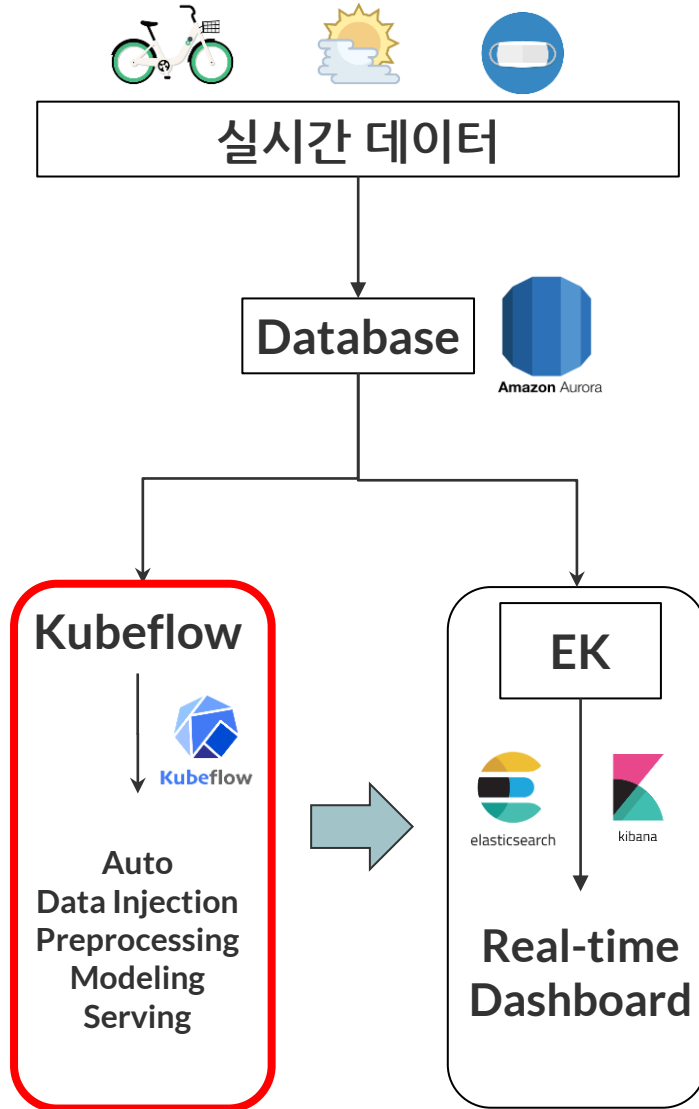 실시간 데이터
Database
Amazon Aurora
Kubeflow
Kubeflow
Auto
Data Injection
Preprocessing
Modeling
Serving
EK
elasticsearch
kibana
Real-time
Dashboard